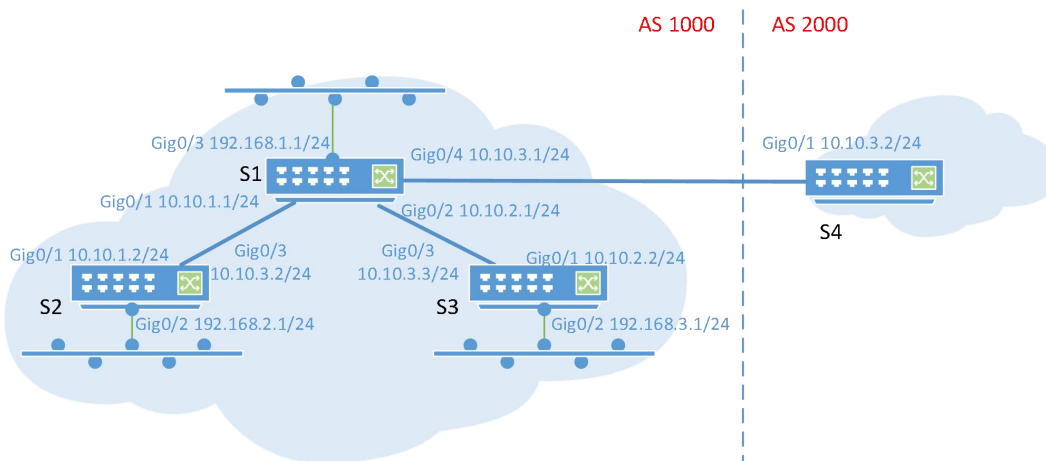 AS 1000
AS 2000
Gig0/3 192.168.1.1/24
Gig0/4 10.10.3.1/24
Gig0/1 10.10.3.2/24
S1
Gig0/1 10.10.1.1/24
Gig0/2 10.10.2.1/24
S4
Gig0/1 10.10.1.2/24
Gig0/3
10.10.3.2/24
Gig0/3
10.10.3.3/24
Gig0/1 10.10.2.2/24
S2
Gig0/2 192.168.2.1/24
S3
Gig0/2 192.168.3.1/24